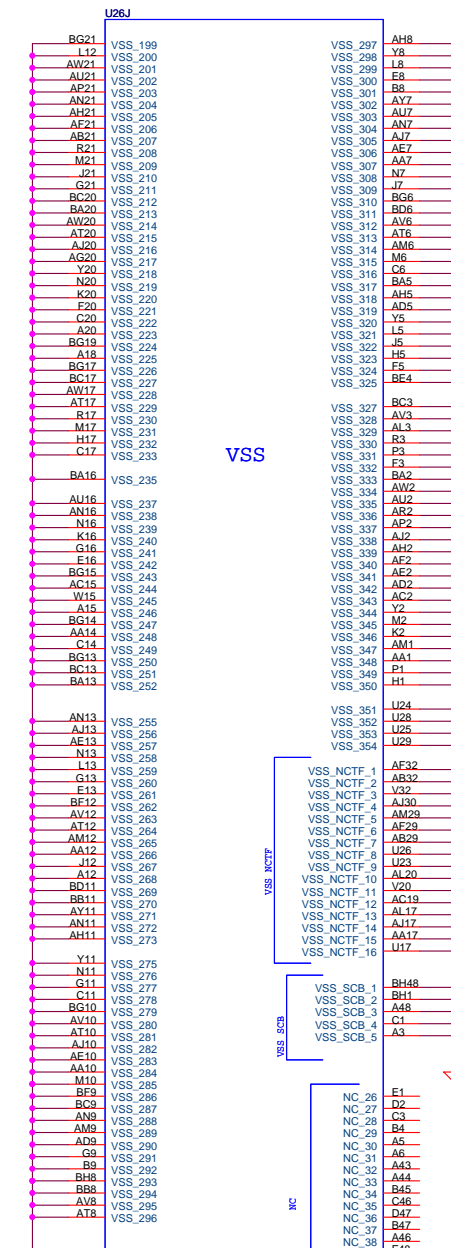 U26J
BG21 VSS_199
L12 VSS_200
AW21 VSS_201
AU21 VSS_202
AP21 VSS_203
AN21 VSS_204
AH21 VSS_205
AF21 VSS_206
AB21 VSS_207
R21 VSS_208
M21 VSS_209
J21 VSS_210
G21 VSS_211
BC20 VSS_212
BA20 VSS_213
AW20 VSS_214
AT20 VSS_215
AJ20 VSS_216
AG20 VSS_217
Y20 VSS_218
N20 VSS_219
K20 VSS_220
F20 VSS_221
C20 VSS_222
A20 VSS_223
BG19 VSS_224
A18 VSS_225
BG17 VSS_226
BC17 VSS_227
AW17 VSS_228
AT17 VSS_229
R17 VSS_230
M17 VSS_231
H17 VSS_232
C17 VSS_233
BA16 VSS_235
AU16 VSS_237
AN16 VSS_238
N16 VSS_239
K16 VSS_240
G16 VSS_241
E16 VSS_242
BG15 VSS_243
AC15 VSS_244
W15 VSS_245
A15 VSS_246
BG14 VSS_247
AA14 VSS_248
C14 VSS_249
BG13 VSS_250
BC13 VSS_251
BA13 VSS_252
AN13 VSS_255
AJ13 VSS_256
AE13 VSS_257
N13 VSS_258
L13 VSS_259
G13 VSS_260
E13 VSS_261
BF12 VSS_262
AV12 VSS_263
AT12 VSS_264
AM12 VSS_265
AA12 VSS_266
J12 VSS_267
A12 VSS_268
BD11 VSS_269
BB11 VSS_270
AY11 VSS_271
AN11 VSS_272
AH11 VSS_273
Y11 VSS_275
N11 VSS_276
G11 VSS_277
C11 VSS_278
BG10 VSS_279
AV10 VSS_280
AT10 VSS_281
AJ10 VSS_282
AE10 VSS_283
AA10 VSS_284
M10 VSS_285
BF9 VSS_286
BC9 VSS_287
AN9 VSS_288
AM9 VSS_289
AD9 VSS_290
G9 VSS_291
B9 VSS_292
BH8 VSS_293
BB8 VSS_294
AV8 VSS_295
AT8 VSS_296
VSS
VSS_297 AH8
VSS_298 Y8
VSS_299 L8
VSS_300 E8
VSS_301 B8
VSS_302 AY7
VSS_303 AU7
VSS_304 AN7
VSS_305 AJ7
VSS_306 AE7
VSS_307 AA7
VSS_308 N7
VSS_309 J7
VSS_310 BG6
VSS_311 BD6
VSS_312 AV6
VSS_313 AT6
VSS_314 AM6
VSS_315 M6
VSS_316 C6
VSS_317 BA5
VSS_318 AH5
VSS_319 AD5
VSS_320 Y5
VSS_321 L5
VSS_322 J5
VSS_323 H5
VSS_324 F5
VSS_325 BE4
VSS_327 BC3
VSS_328 AV3
VSS_329 AL3
VSS_330 R3
VSS_331 P3
VSS_332 F3
VSS_333 BA2
VSS_334 AW2
VSS_335 AU2
VSS_336 AR2
VSS_337 AP2
VSS_338 AJ2
VSS_339 AH2
VSS_340 AF2
VSS_341 AE2
VSS_342 AD2
VSS_343 AC2
VSS_344 Y2
VSS_345 M2
VSS_346 K2
VSS_347 AM1
VSS_348 AA1
VSS_349 P1
VSS_350 H1
VSS_351 U24
VSS_352 U28
VSS_353 U25
VSS_354 U29
VSS NCTF
VSS_NCTF_1 AF32
VSS_NCTF_2 AB32
VSS_NCTF_3 V32
VSS_NCTF_4 AJ30
VSS_NCTF_5 AM29
VSS_NCTF_6 AF29
VSS_NCTF_7 AB29
VSS_NCTF_8 U26
VSS_NCTF_9 U23
VSS_NCTF_10 AL20
VSS_NCTF_11 V20
VSS_NCTF_12 AC19
VSS_NCTF_13 AL17
VSS_NCTF_14 AJ17
VSS_NCTF_15 AA17
VSS_NCTF_16 U17
VSS SCB
VSS_SCB_1 BH48
VSS_SCB_2 BH1
VSS_SCB_3 A48
VSS_SCB_4 C1
VSS_SCB_5 A3
NC
NC_26 E1
NC_27 D2
NC_28 C3
NC_29 B4
NC_30 A5
NC_31 A6
NC_32 A43
NC_33 A44
NC_34 B45
NC_35 C46
NC_36 D47
NC_37 B47
NC_38 A46